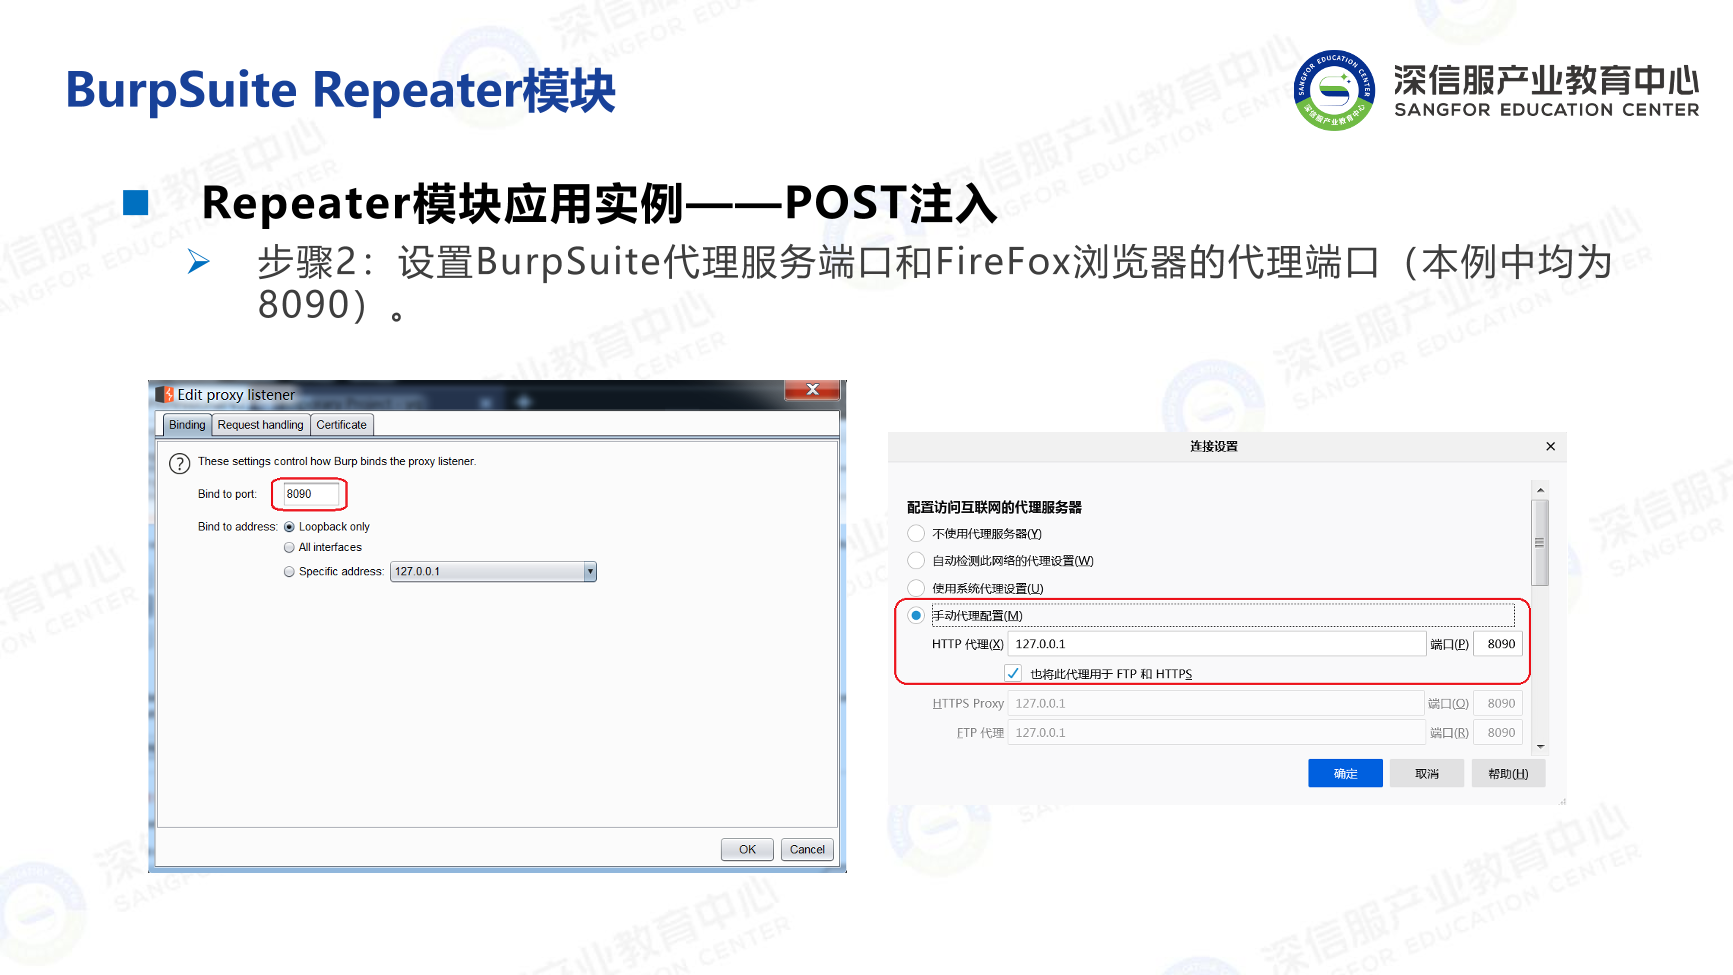 BurpSuite Repeater模块
深信服产业教育中心
SANGFOR EDUCATION CENTER
Repeater模块应用实例——POST注入
步骤2：设置BurpSuite代理服务端口和FireFox浏览器的代理端口（本例中均为
8090）。
Edit proxy listener
Binding Request handling Certificate
These settings control how Burp binds the proxy listener.
Bind to port: 8090
Bind to address: Loopback only
All interfaces
Specific address: 127.0.0.1
OK Cancel
连接设置
配置访问互联网的代理服务器
不使用代理服务器(Y)
自动检测此网络的代理设置(W)
使用系统代理设置(U)
手动代理配置(M)
HTTP 代理(X) 127.0.0.1 端口(P) 8090
也将此代理用于 FTP 和 HTTPS
HTTPS Proxy 127.0.0.1 端口(O) 8090
FTP 代理 127.0.0.1 端口(R) 8090
确定 取消 帮助(H)